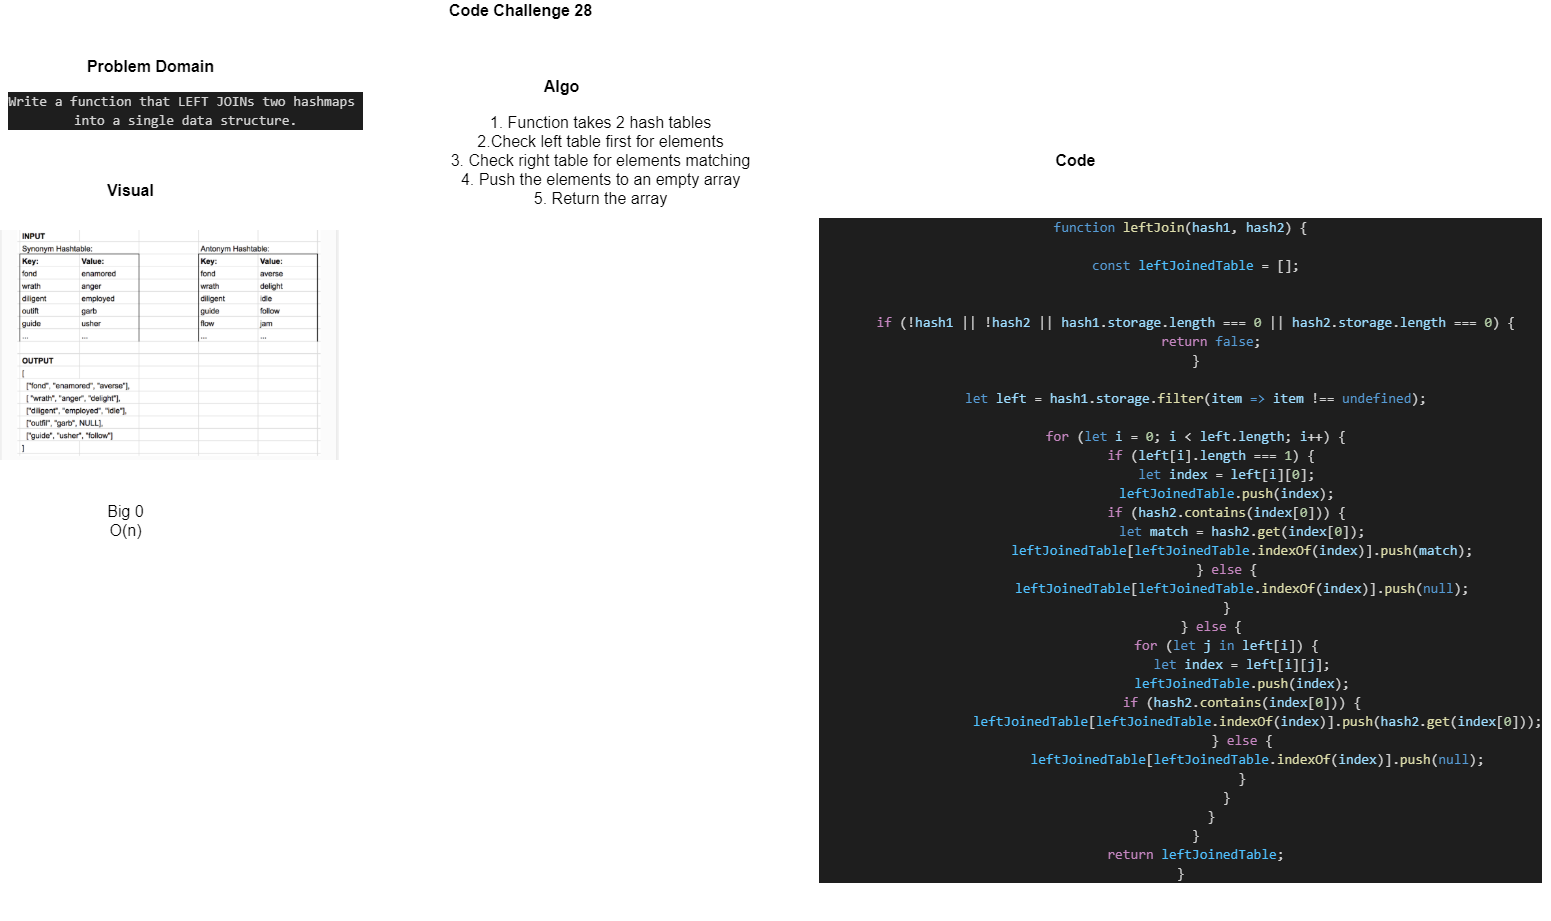 Code Challenge 28
Problem Domain
Write a function that LEFT JOINs two hashmaps
into a single data structure.
Visual
INPUT
Synonym Hashtable: Antonym Hashtable:
Key: Value: Key: Value:
fond enamored fond averse
wrath anger wrath delight
diligent employed diligent idle
outift garb guide follow
guide usher flow jam
... ... ... ...
OUTPUT
[
["fond", "enamored", "averse"],
[ "wrath", "anger", "delight"],
["diligent", "employed", "idle"],
["outfit", "garb", NULL],
["guide", "usher", "follow"]
]
Big 0
O(n)
Algo
1. Function takes 2 hash tables
2.Check left table first for elements
3. Check right table for elements matching
4. Push the elements to an empty array
5. Return the array
Code
function leftJoin(hash1, hash2) {
const leftJoinedTable = [];
if (!hash1 || !hash2 || hash1.storage.length === 0 || hash2.storage.length === 0) {
return false;
}
let left = hash1.storage.filter(item => item !== undefined);
for (let i = 0; i < left.length; i++) {
if (left[i].length === 1) {
let index = left[i][0];
leftJoinedTable.push(index);
if (hash2.contains(index[0])) {
let match = hash2.get(index[0]);
leftJoinedTable[leftJoinedTable.indexOf(index)].push(match);
} else {
leftJoinedTable[leftJoinedTable.indexOf(index)].push(null);
}
} else {
for (let j in left[i]) {
let index = left[i][j];
leftJoinedTable.push(index);
if (hash2.contains(index[0])) {
leftJoinedTable[leftJoinedTable.indexOf(index)].push(hash2.get(index[0]));
} else {
leftJoinedTable[leftJoinedTable.indexOf(index)].push(null);
}
}
}
}
return leftJoinedTable;
}